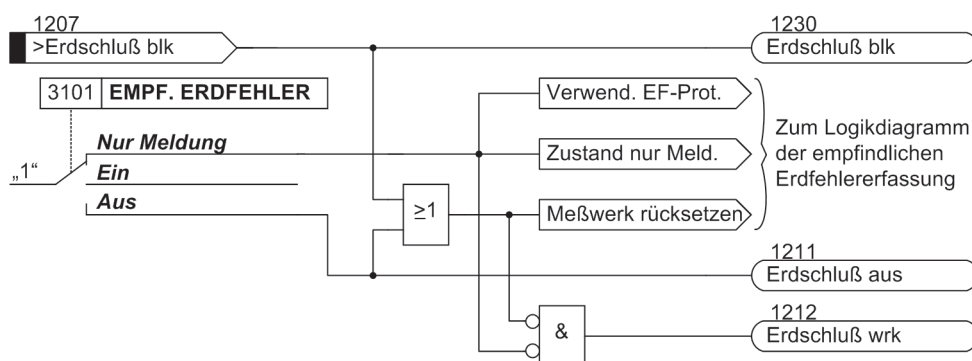 1207
>Erdschluß blk
1230
Erdschluß blk
3101 EMPF. ERDFEHLER
„1“
Nur Meldung
Ein
Aus
Verwend. EF-Prot.
Zustand nur Meld.
Meßwerk rücksetzen
Zum Logikdiagramm
der empfindlichen
Erdfehlererfassung
≥1
1211
Erdschluß aus
&
1212
Erdschluß wrk